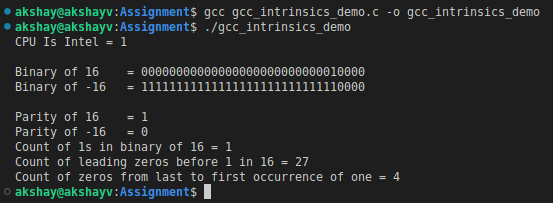 akshay@akshayv:Assignment$ gcc gcc_intrinsics_demo.c -o gcc_intrinsics_demo
akshay@akshayv:Assignment$ ./gcc_intrinsics_demo
CPU Is Intel = 1
Binary of 16    = 00000000000000000000000000010000
Binary of -16   = 11111111111111111111111111110000
Parity of 16    = 1
Parity of -16   = 0
Count of 1s in binary of 16 = 1
Count of leading zeros before 1 in 16 = 27
Count of zeros from last to first occurrence of one = 4
akshay@akshayv:Assignment$